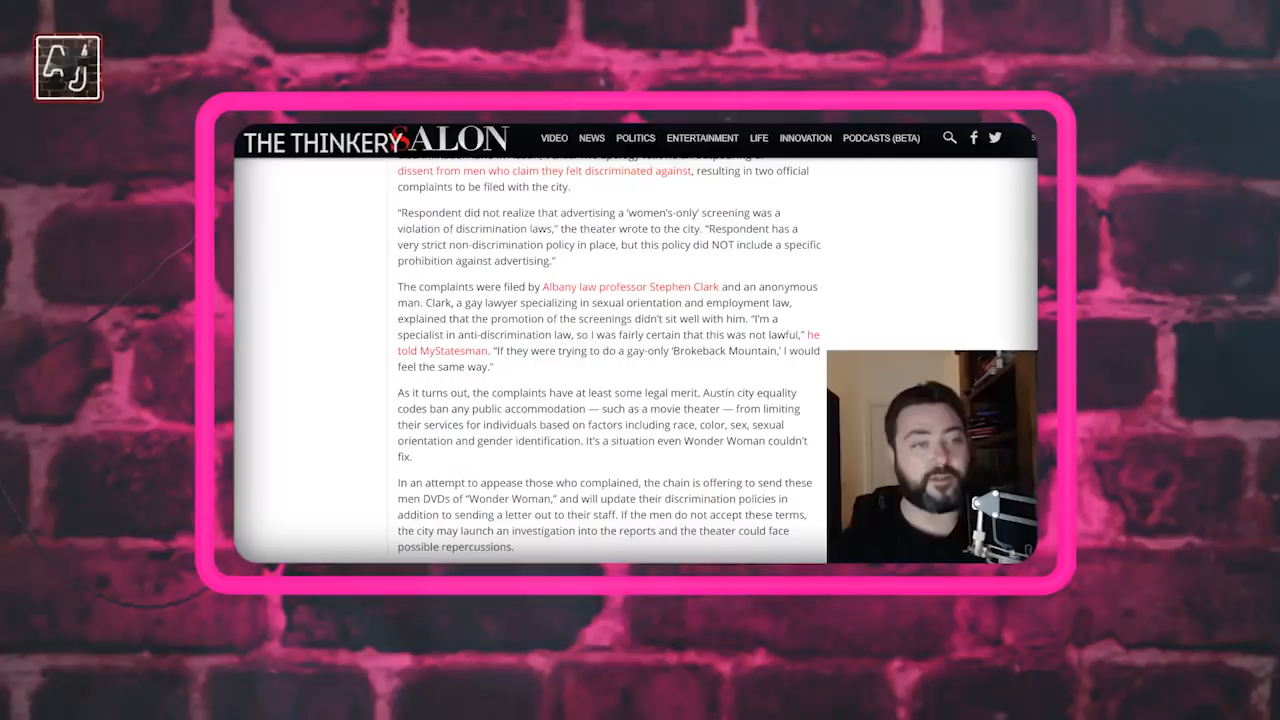 AJ
THE THINKERY
SALON
VIDEO NEWS POLITICS ENTERTAINMENT LIFE INNOVATION PODCASTS (BETA)
dissent from men who claim they felt discriminated against, resulting in two official
complaints to be filed with the city.
“Respondent did not realize that advertising a ‘women’s-only’ screening was a
violation of discrimination laws,” the theater wrote to the city. “Respondent has a
very strict non-discrimination policy in place, but this policy did NOT include a specific
prohibition against advertising.”
The complaints were filed by Albany law professor Stephen Clark and an anonymous
man. Clark, a gay lawyer specializing in sexual orientation and employment law,
explained that the promotion of the screenings didn’t sit well with him. “I’m a
specialist in anti-discrimination law, so I was fairly certain that this was not lawful,” he
told MyStatesman. “If they were trying to do a gay-only ‘Brokeback Mountain,’ I would
feel the same way.”
As it turns out, the complaints have at least some legal merit. Austin city equality
codes ban any public accommodation — such as a movie theater — from limiting
their services for individuals based on factors including race, color, sex, sexual
orientation and gender identification. It’s a situation even Wonder Woman couldn’t
fix.
In an attempt to appease those who complained, the chain is offering to send these
men DVDs of “Wonder Woman,” and will update their discrimination policies in
addition to sending a letter out to their staff. If the men do not accept these terms,
the city may launch an investigation into the reports and the theater could face
possible repercussions.